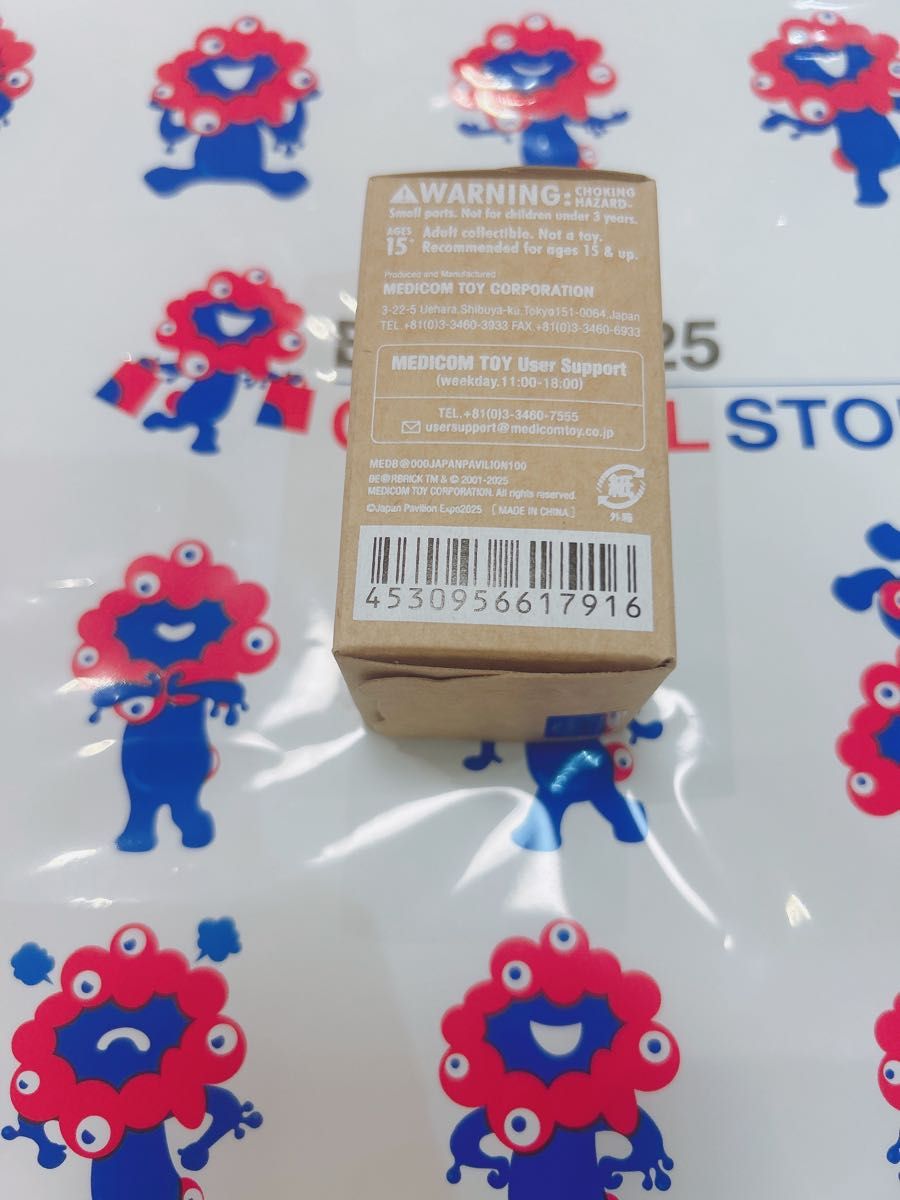 ⚠WARNING: CHOKING HAZARD-
Small parts. Not for children under 3 years.
AGES 15+ Adult collectible. Not a toy.
Recommended for ages 15 & up.
Produced and Manufactured
MEDICOM TOY CORPORATION
3-22-5 Uehara,Shibuya-ku,Tokyo151-0064,Japan
TEL.+81(0)3-3460-3933 FAX.+81(0)3-3460-6933
MEDICOM TOY User Support
(weekday.11:00-18:00)
TEL.+81(0)3-3460-7555
usersupport@medicomtoy.co.jp
MEDB@000JAPANPAVILION100
BE@RBRICK TM & © 2001-2025
MEDICOM TOY CORPORATION. All rights reserved.
©Japan Pavilion Expo2025 [ MADE IN CHINA ]
紙
外箱
4530956617916
25
L STO